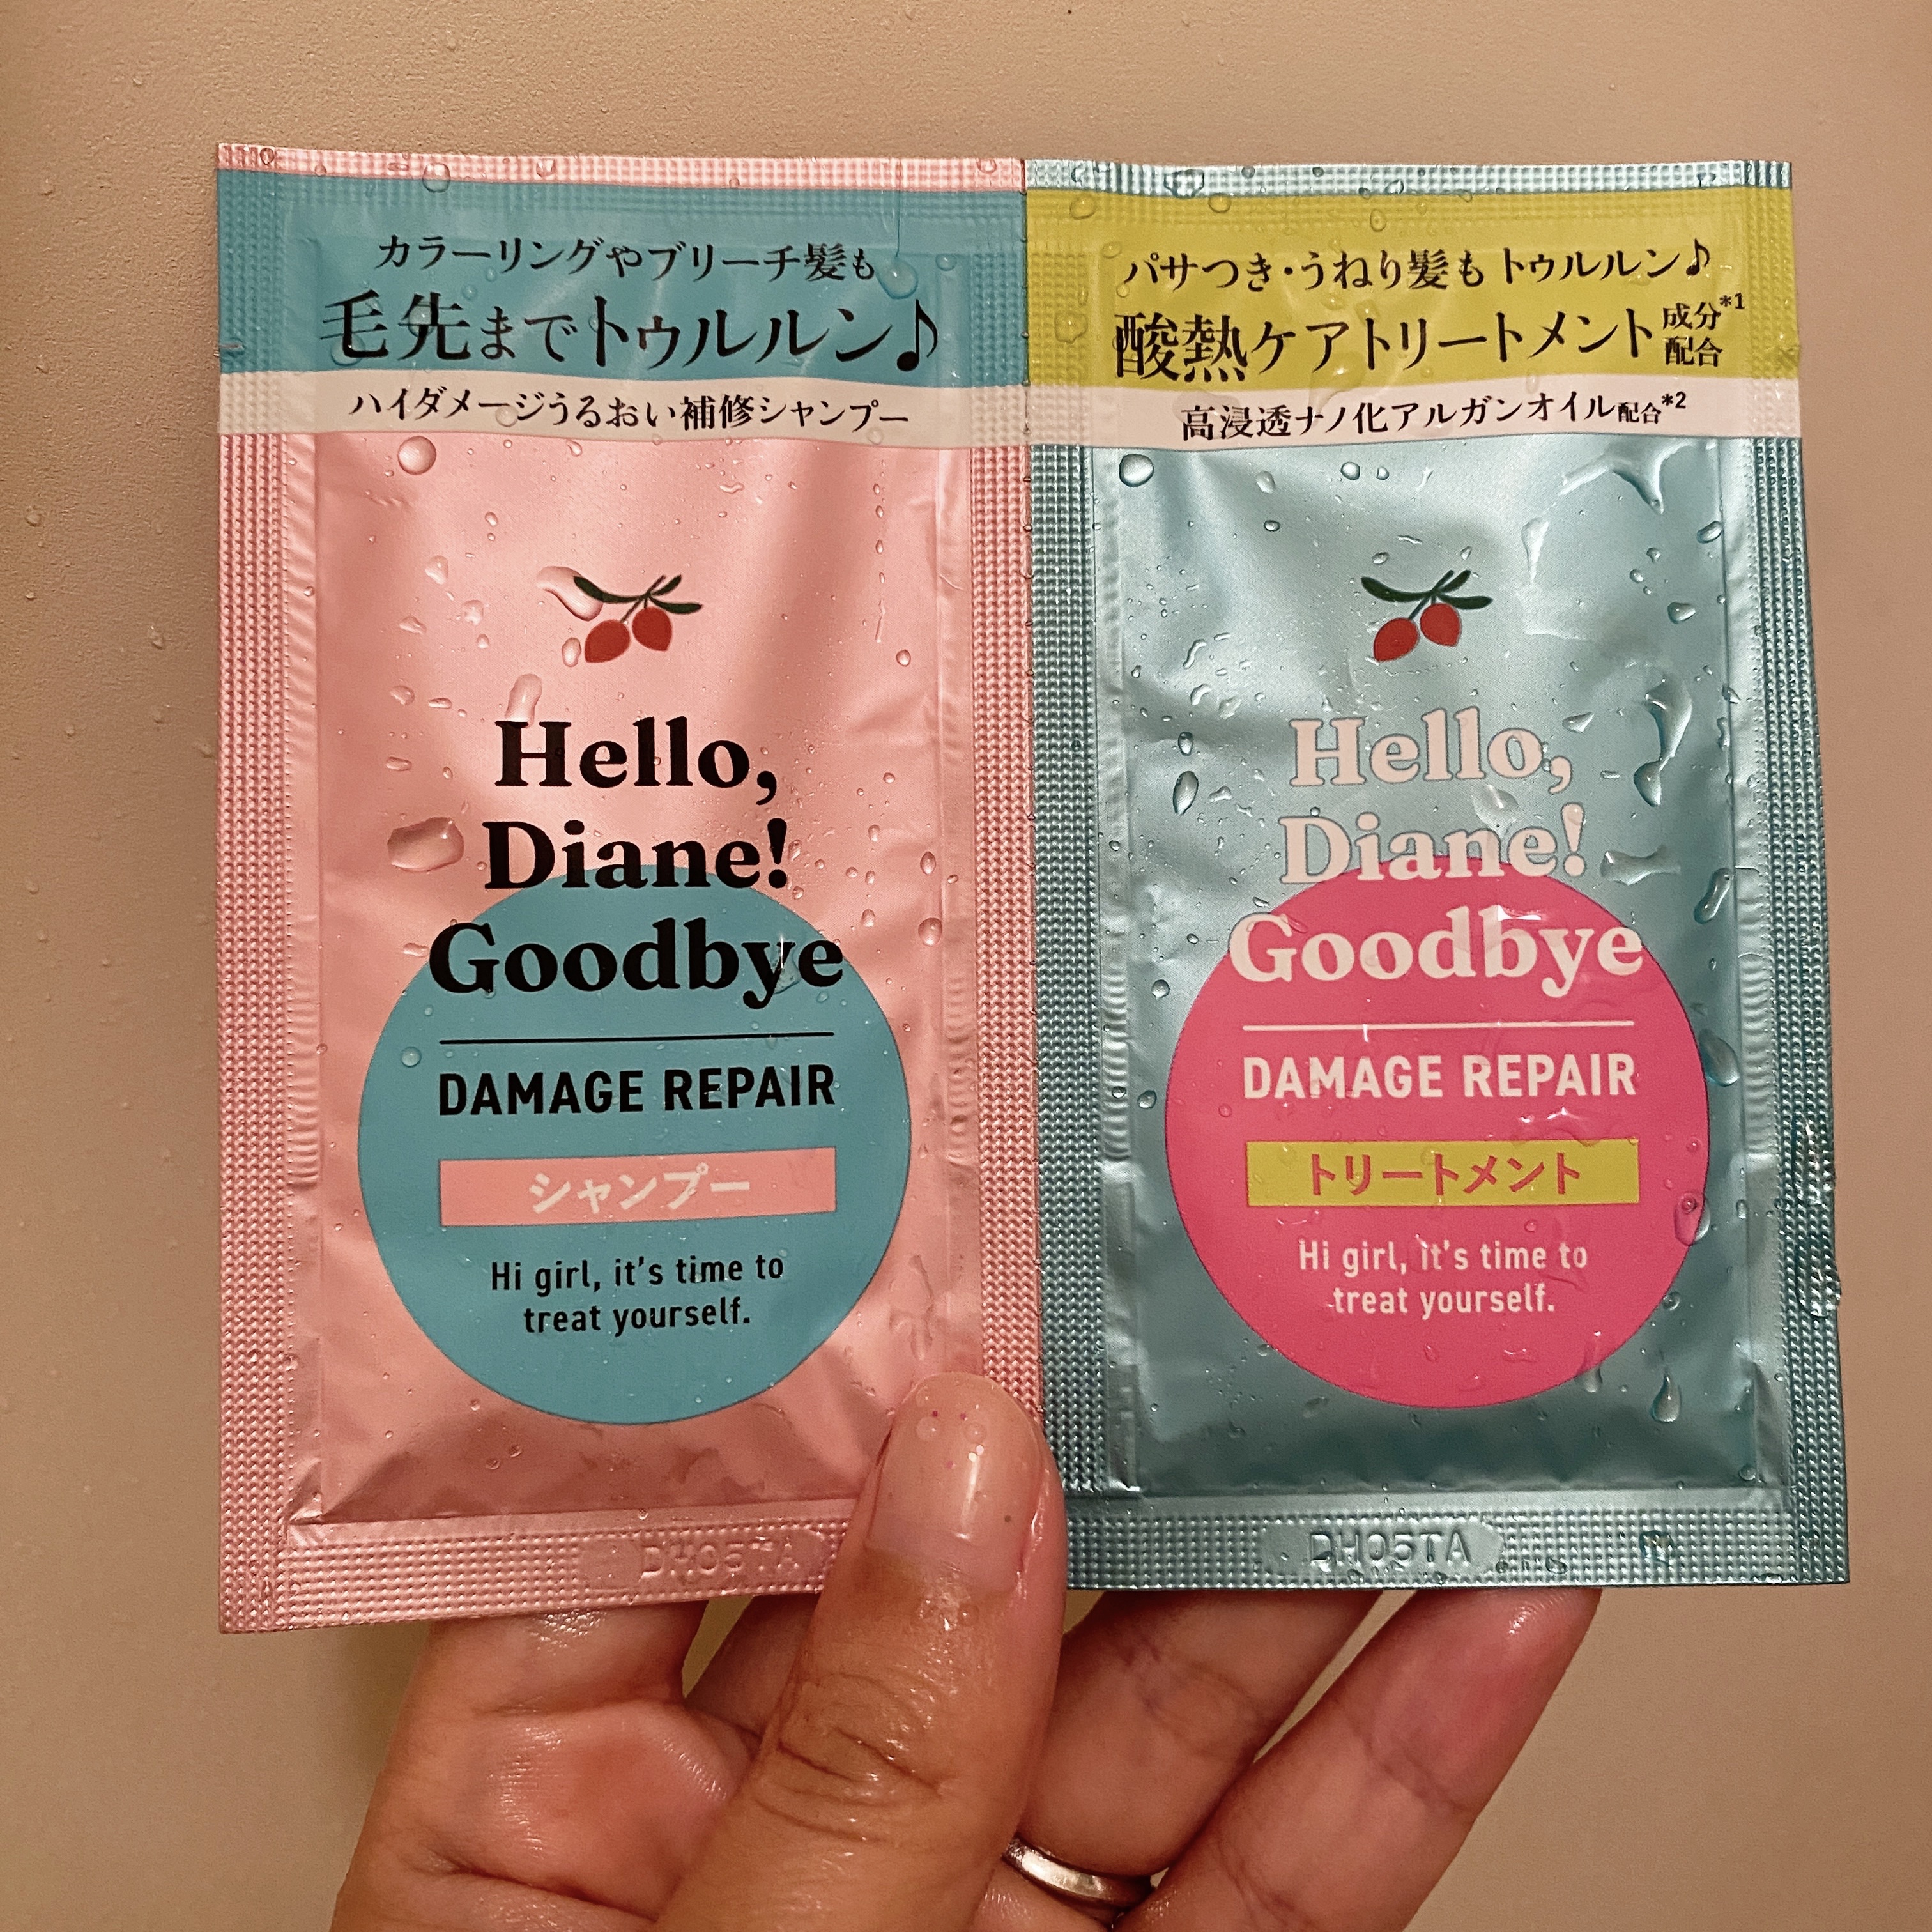 カラーリングやブリーチ髪も
毛先までトゥルルン♪
ハイダメージうるおい補修シャンプー
Hello,
Diane!
Goodbye
DAMAGE REPAIR
シャンプー
Hi girl, it's time to
treat yourself.
DH05TA
パサつき・うねり髪もトゥルルン♪
酸熱ケアトリートメント成分*1
配合
高浸透ナノ化アルガンオイル配合*2
Hello,
Diane!
Goodbye
DAMAGE REPAIR
トリートメント
Hi girl, it's time to
treat yourself.
DH05TA